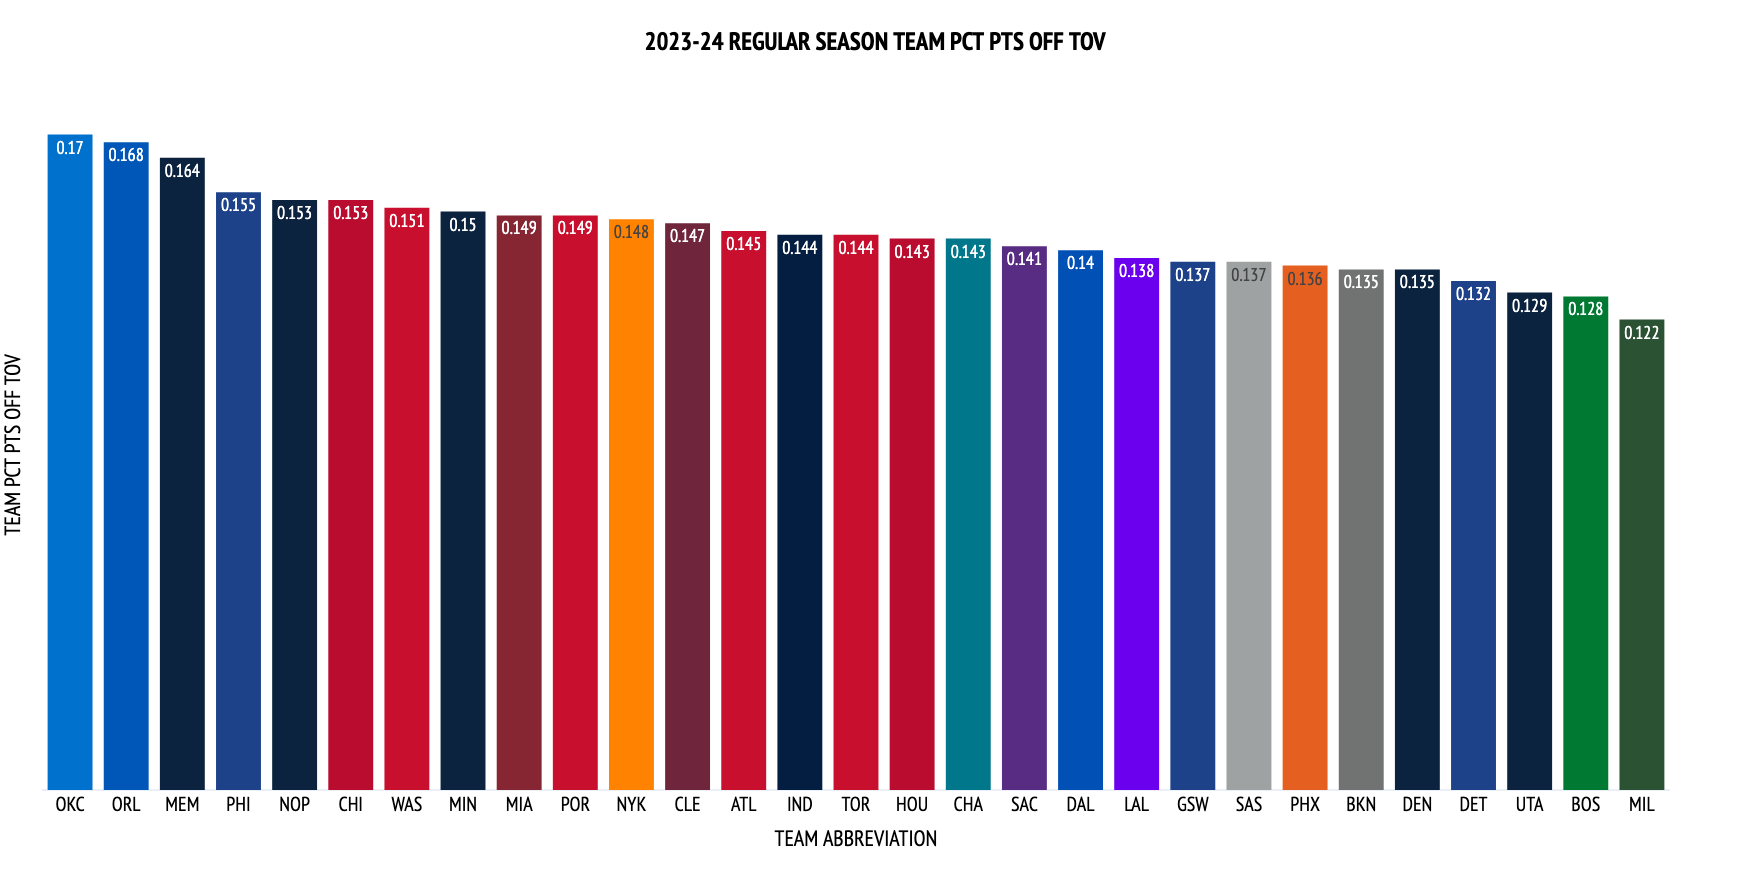 2023-24 REGULAR SEASON TEAM PCT PTS OFF TOV
TEAM PCT PTS OFF TOV
0.17 0.168 0.164 0.155 0.153 0.153 0.151 0.15 0.149 0.149 0.148 0.147 0.145 0.144 0.144 0.143 0.143 0.141 0.14 0.138 0.137 0.137 0.136 0.135 0.135 0.132 0.129 0.128 0.122
OKC ORL MEM PHI NOP CHI WAS MIN MIA POR NYK CLE ATL IND TOR HOU CHA SAC DAL LAL GSW SAS PHX BKN DEN DET UTA BOS MIL
TEAM ABBREVIATION